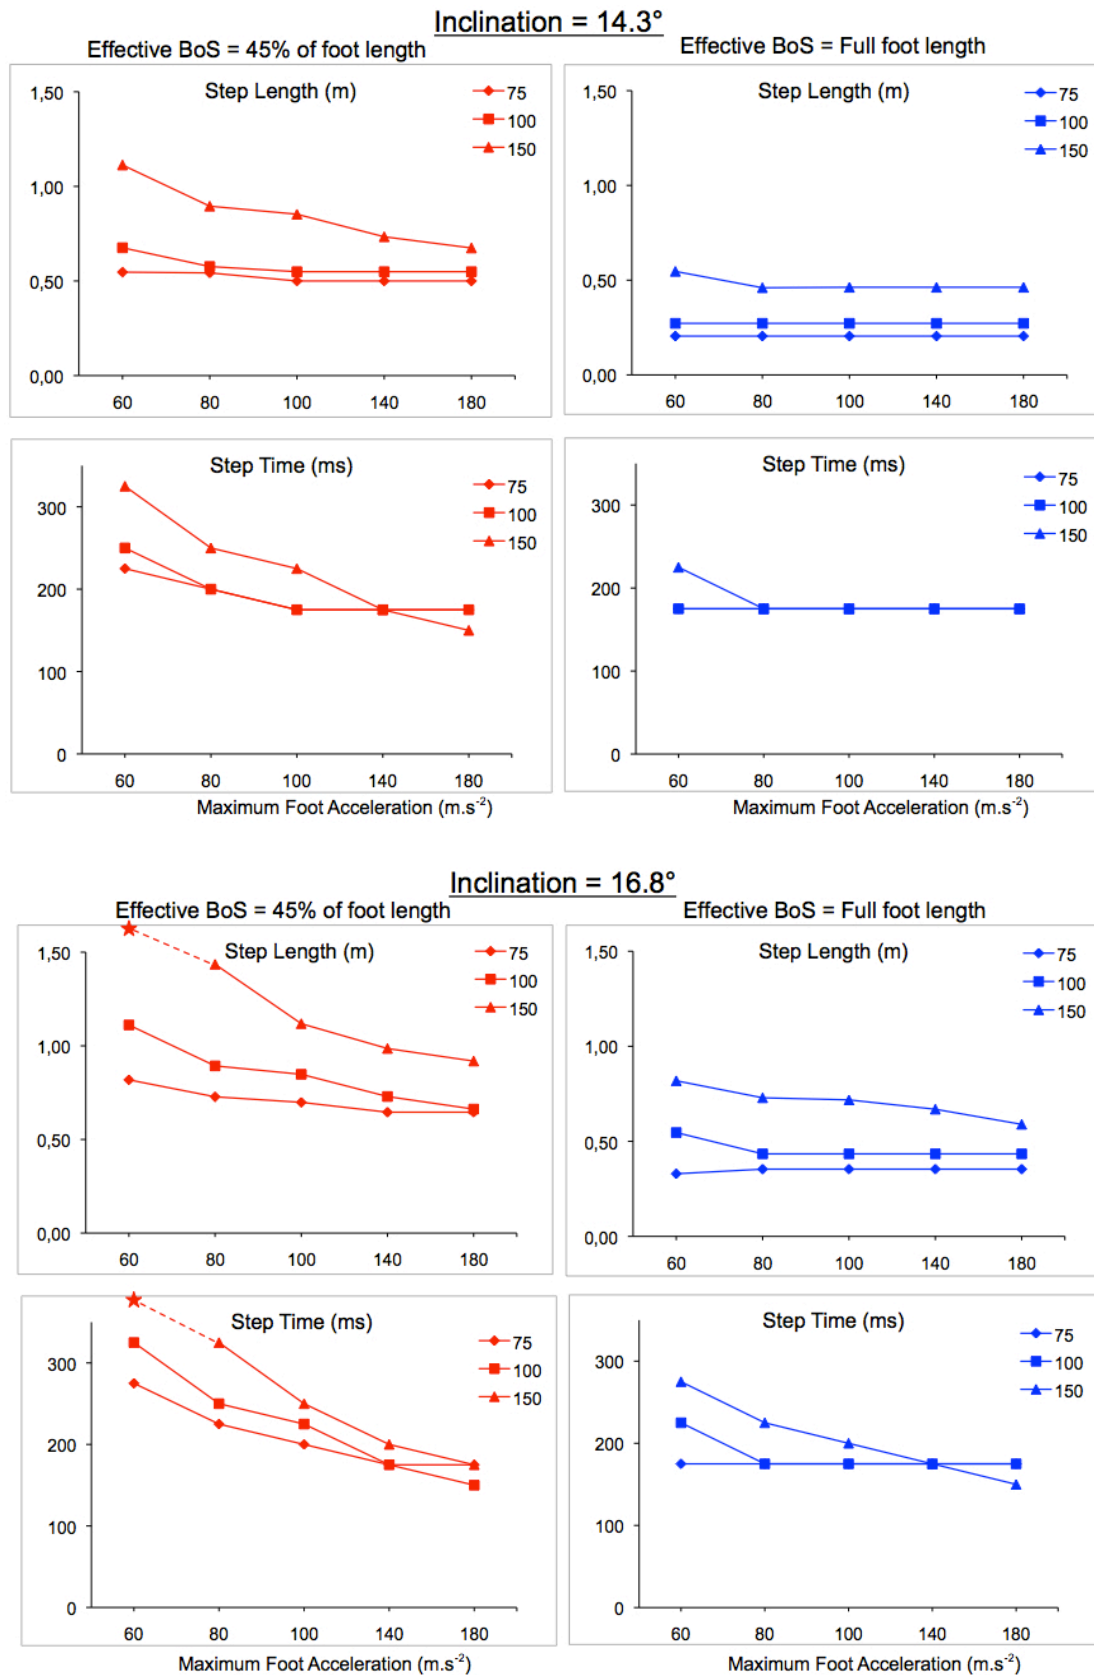 Inclination = 14.3°
Effective BoS = 45% of foot length
Effective BoS = Full foot length
Step Length (m)
75
100
150
1,50
1,00
0,50
0,00
60 80 100 140 180
Step Length (m)
75
100
150
1,50
1,00
0,50
0,00
60 80 100 140 180
Step Time (ms)
75
100
150
300
200
100
0
60 80 100 140 180
Maximum Foot Acceleration (m.s-2)
Step Time (ms)
75
100
150
300
200
100
0
60 80 100 140 180
Maximum Foot Acceleration (m.s-2)
Inclination = 16.8°
Effective BoS = 45% of foot length
Effective BoS = Full foot length
Step Length (m)
75
100
150
1,50
1,00
0,50
0,00
60 80 100 140 180
Step Length (m)
75
100
150
1,50
1,00
0,50
0,00
60 80 100 140 180
Step Time (ms)
75
100
150
300
200
100
0
60 80 100 140 180
Maximum Foot Acceleration (m.s-2)
Step Time (ms)
75
100
150
300
200
100
0
60 80 100 140 180
Maximum Foot Acceleration (m.s-2)